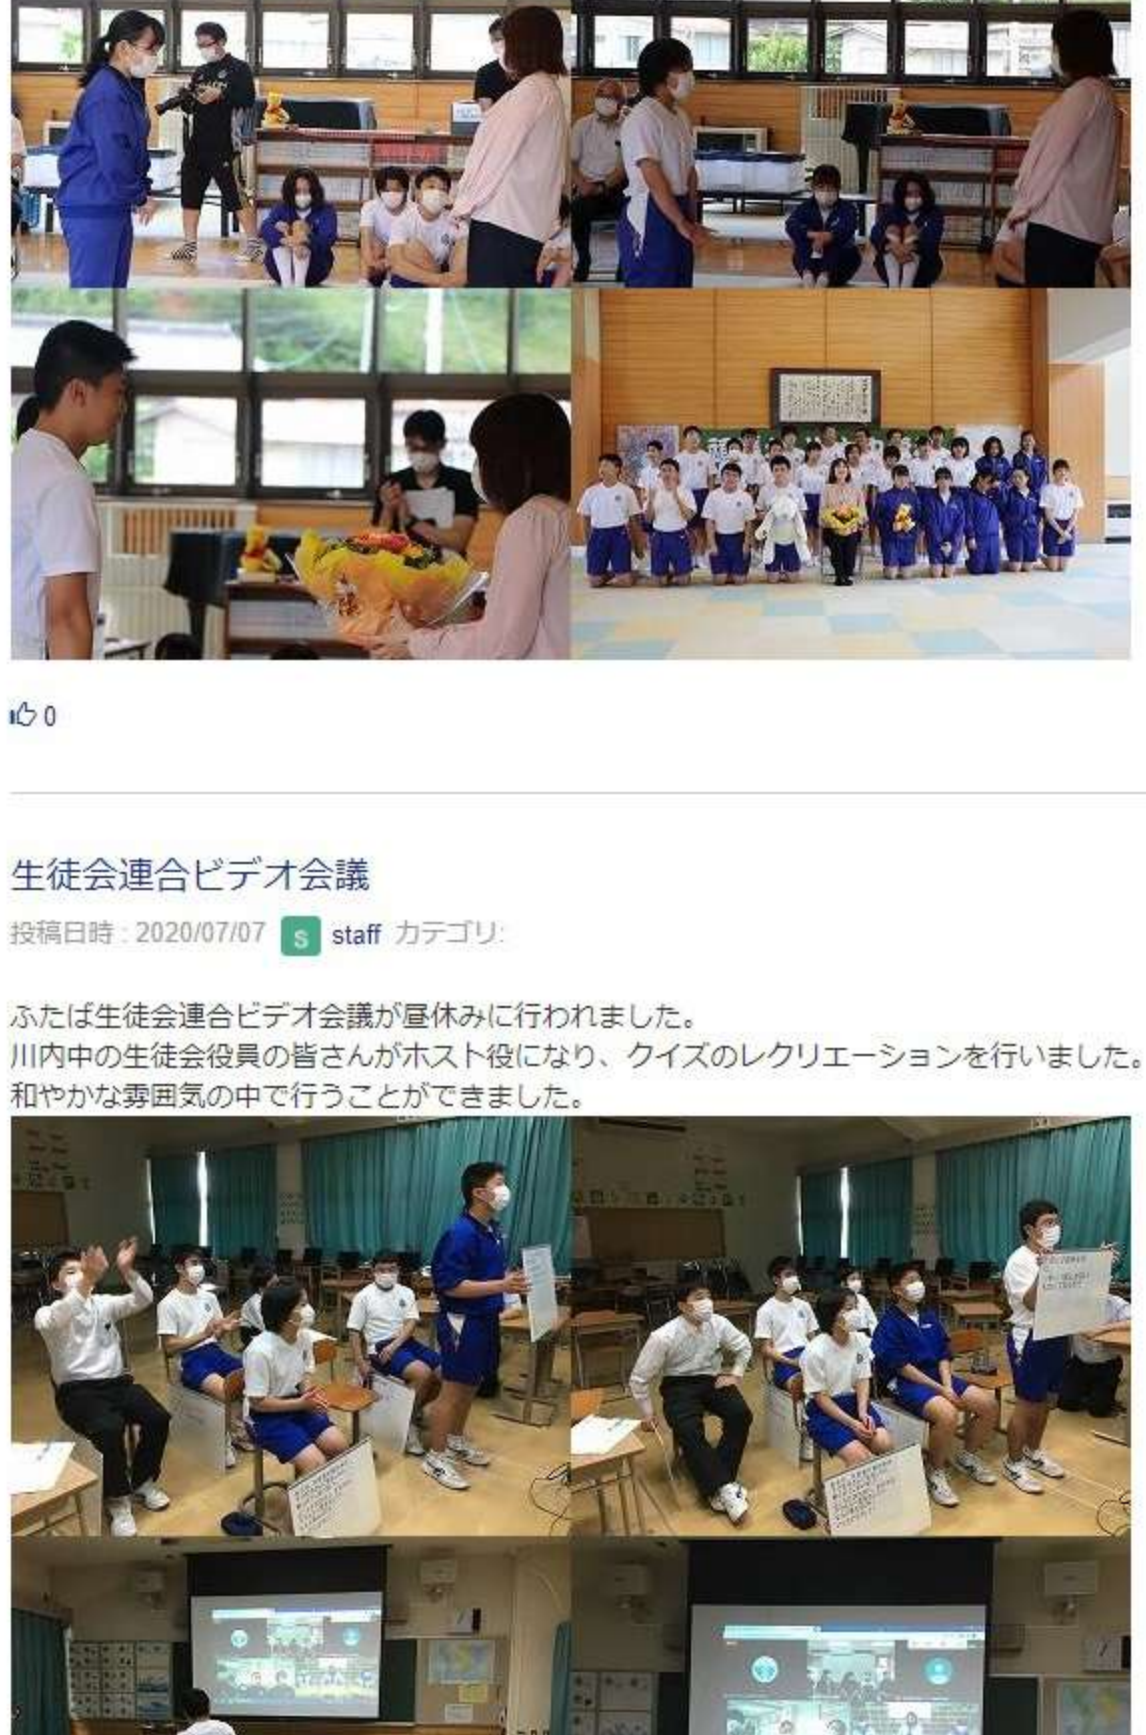 0
生徒会連合ビデオ会議
投稿日時 : 2020/07/07 s staff カテゴリ:
ふたば生徒会連合ビデオ会議が昼休みに行われました。
川内中の生徒会役員の皆さんがホスト役になり、クイズのレクリエーションを行いました。
和やかな雰囲気の中で行うことができました。